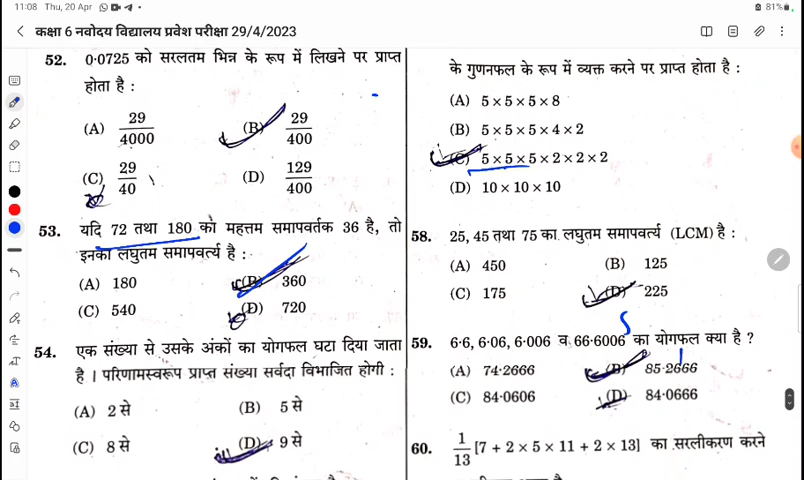 11:08 Thu, 20 Apr
81%
कक्षा 6 नवोदय विद्यालय प्रवेश परीक्षा 29/4/2023
52. 0·0725 को सरलतम भिन्न के रूप में लिखने पर प्राप्त
होता है :
(A) 29/4000 (B) 29/400
(C) 29/40 (D) 129/400
53. यदि 72 तथा 180 का महत्तम समापवर्तक 36 है, तो
इनका लघुतम समापवर्त्य है :
(A) 180 (B) 360
(C) 540 (D) 720
54. एक संख्या से उसके अंकों का योगफल घटा दिया जाता
है । परिणामस्वरूप प्राप्त संख्या सर्वदा विभाजित होगी :
(A) 2 से (B) 5 से
(C) 8 से (D) 9 से
के गुणनफल के रूप में व्यक्त करने पर प्राप्त होता है :
(A) 5 × 5 × 5 × 8
(B) 5 × 5 × 5 × 4 × 2
(C) 5 × 5 × 5 × 2 × 2 × 2
(D) 10 × 10 × 10
58. 25, 45 तथा 75 का लघुतम समापवर्त्य (LCM) है :
(A) 450 (B) 125
(C) 175 (D) 225
59. 6·6, 6·06, 6·006 व 66·6006 का योगफल क्या है ?
(A) 74·2666 (B) 85·2666
(C) 84·0606 (D) 84·0666
60. 1/13 [7 + 2 × 5 × 11 + 2 × 13] का सरलीकरण करने